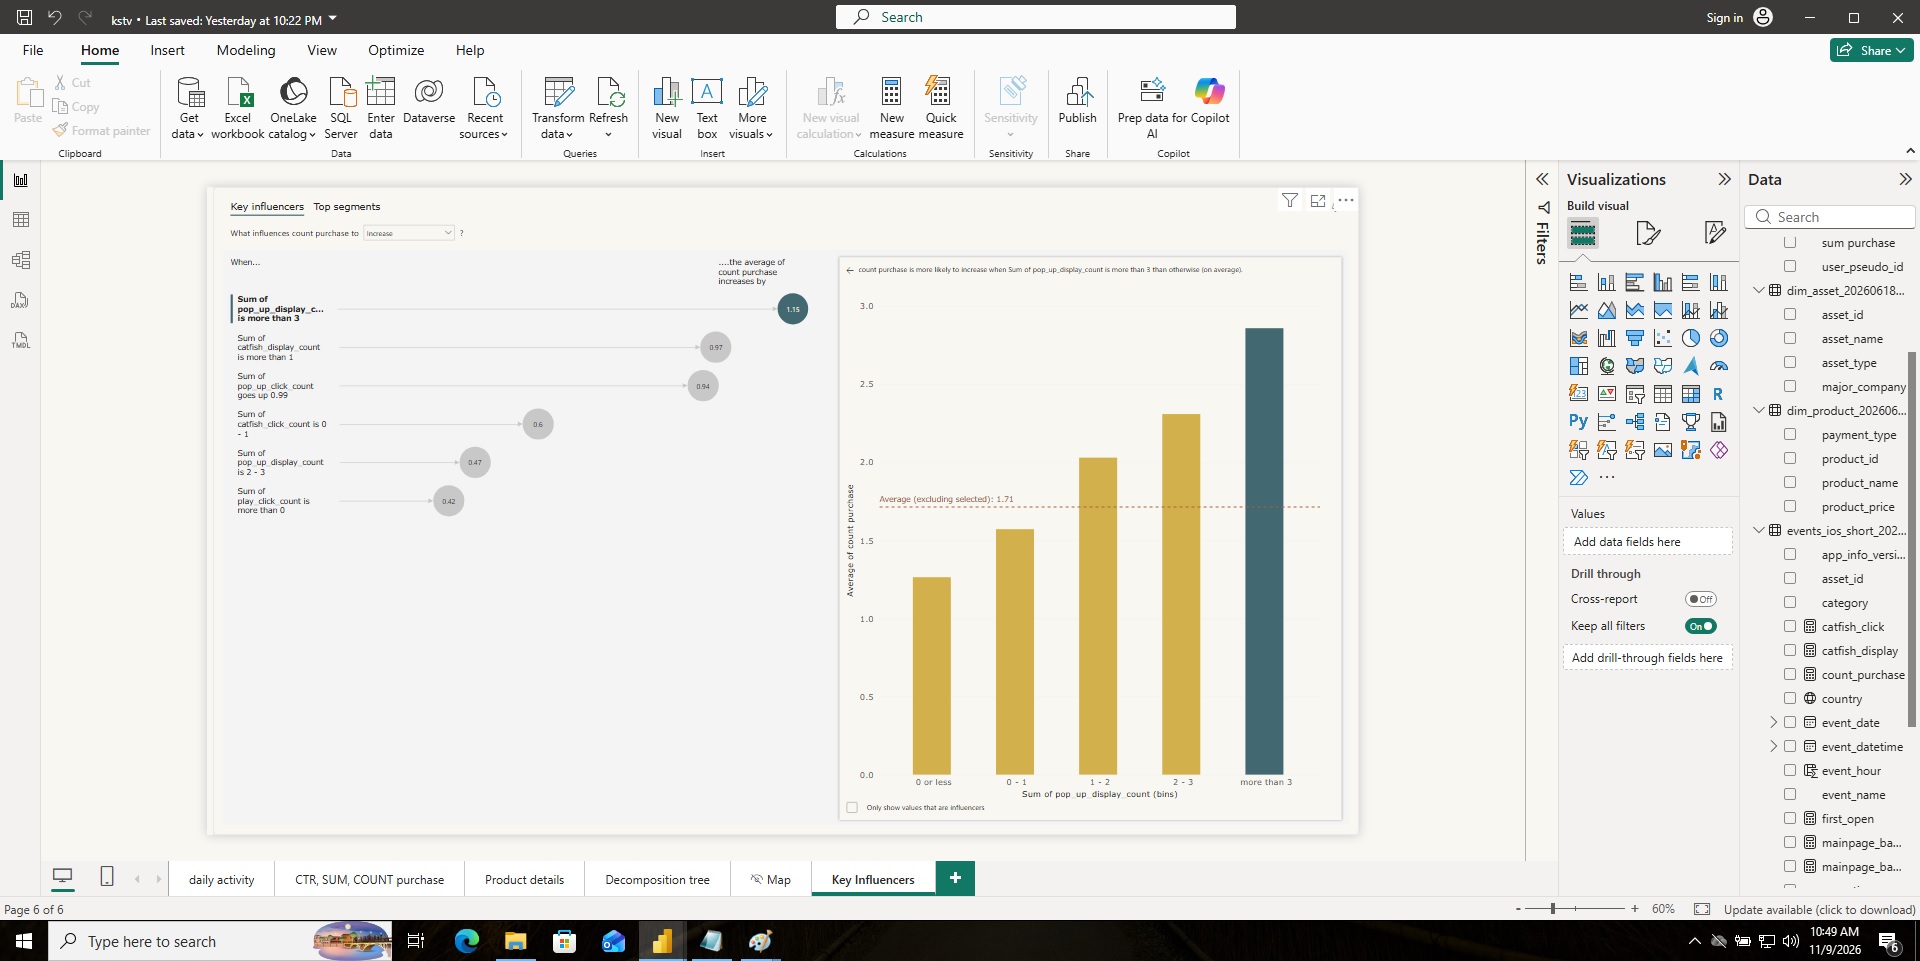 kstv • Last saved: Yesterday at 10:22 PM
Search
Sign in
File
Home
Insert
Modeling
View
Optimize
Help
Share
Paste
Cut
Copy
Format painter
Clipboard
Get data
Excel workbook
OneLake catalog
SQL Server
Enter data
Dataverse
Recent sources
Data
Transform data
Refresh
Queries
New visual
Text box
More visuals
Insert
New visual calculation
New measure
Quick measure
Calculations
Sensitivity
Sensitivity
Publish
Share
Prep data for AI
Copilot
Copilot
Key influencers
Top segments
What influences count purchase to
Increase
?
When...
....the average of
count purchase
increases by
Sum of
pop_up_display_c...
is more than 3
1.15
Sum of
catfish_display_count
is more than 1
0.97
Sum of
pop_up_click_count
goes up 0.99
0.94
Sum of
catfish_click_count is 0
- 1
0.6
Sum of
pop_up_display_count
is 2 - 3
0.47
Sum of
play_click_count is
more than 0
0.42
count purchase is more likely to increase when Sum of pop_up_display_count is more than 3 than otherwise (on average).
3.0
2.5
2.0
1.5
1.0
0.5
0.0
Average of count purchase
Average (excluding selected): 1.71
0 or less
0 - 1
1 - 2
2 - 3
more than 3
Sum of pop_up_display_count (bins)
Only show values that are influencers
Filters
Visualizations
Build visual
123
R
Py
Values
Add data fields here
Drill through
Cross-report
Off
Keep all filters
On
Add drill-through fields here
Data
Search
sum purchase
user_pseudo_id
dim_asset_20260618...
asset_id
asset_name
asset_type
major_company
dim_product_202606...
payment_type
product_id
product_name
product_price
events_ios_short_202...
app_info_versi...
asset_id
category
catfish_click
catfish_display
count_purchase
country
event_date
event_datetime
event_hour
event_name
first_open
mainpage_ba...
mainpage_ba...
DAX
TMDL
daily activity
CTR, SUM, COUNT purchase
Product details
Decomposition tree
Map
Key Influencers
+
Page 6 of 6
- + 60%
Update available (click to download)
Type here to search
10:49 AM
11/9/2026
6